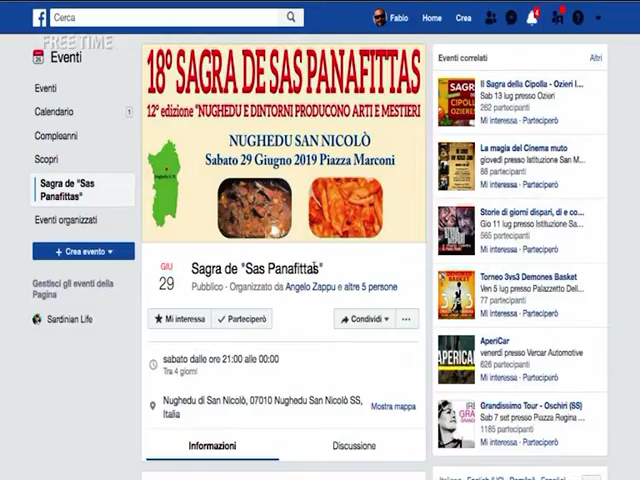 Cerca
Fabio
Home
Crea
4
FREE TIME
Eventi
Eventi
Calendario
1
Compleanni
Scopri
Sagra de "Sas
Panafittas"
Eventi organizzati
+ Crea evento
Gestisci gli eventi della
Pagina
Sardinian Life
18° SAGRA DE SAS PANAFITTAS
12° edizione "NUGHEDU E DINTORNI PRODUCONO ARTI E MESTIERI
NUGHEDU SAN NICOLÒ
Sabato 29 Giugno 2019 Piazza Marconi
GIU
29
Sagra de "Sas Panafittas"
Pubblico · Organizzato da Angelo Zappu e altre 5 persone
Mi interessa
Parteciperò
Condividi
sabato dalle ore 21:00 alle 00:00
Tra 4 giorni
Nughedu di San Nicolò, 07010 Nughedu San Nicolò SS,
Italia
Mostra mappa
Informazioni
Discussione
Eventi correlati
Altri
II Sagra della Cipolla - Ozieri I...
Sab 13 lug presso Ozieri
262 partecipanti
Mi interessa · Parteciperò
La magia del Cinema muto
giovedì presso Istituzione San M...
88 partecipanti
Mi interessa · Parteciperò
Storie di giorni dispari, di e co...
Gio 11 lug presso Istituzione Sa...
565 partecipanti
Mi interessa · Parteciperò
Torneo 3vs3 Demones Basket
Ven 5 lug presso Palazzetto Dell...
77 partecipanti
Mi interessa · Parteciperò
AperiCar
venerdì presso Vercar Automotive
626 partecipanti
Mi interessa · Parteciperò
Grandissimo Tour - Oschiri (SS)
Sab 7 set presso Piazza Regina ...
1185 partecipanti
Mi interessa · Parteciperò